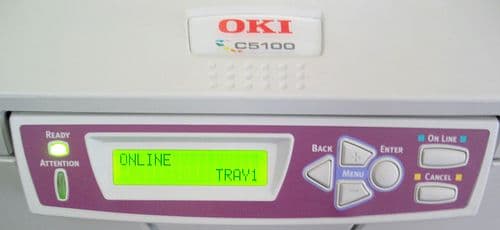 OKI
C5100
READY
ATTENTION
ONLINE
TRAY1
BACK
MENU
ENTER
ON LINE
CANCEL